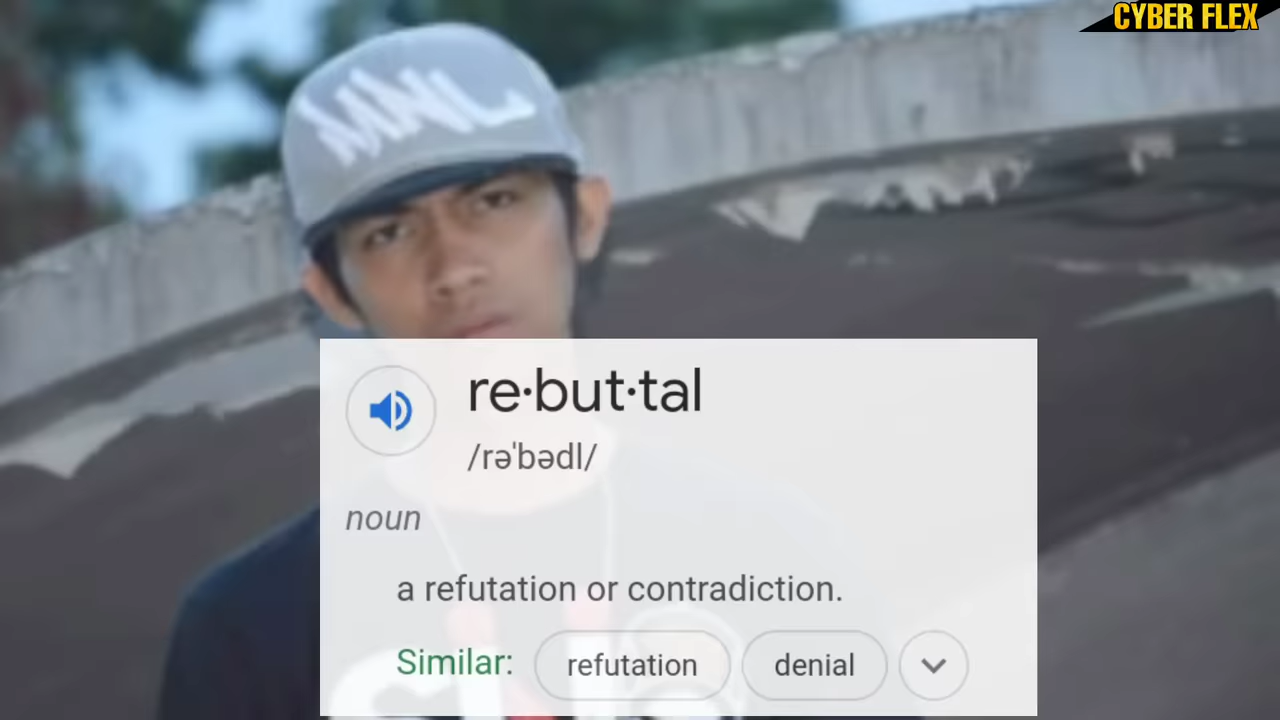 CYBER FLEX
MNL
re·but·tal
/rəˈbədl/
noun
a refutation or contradiction.
Similar:
refutation
denial